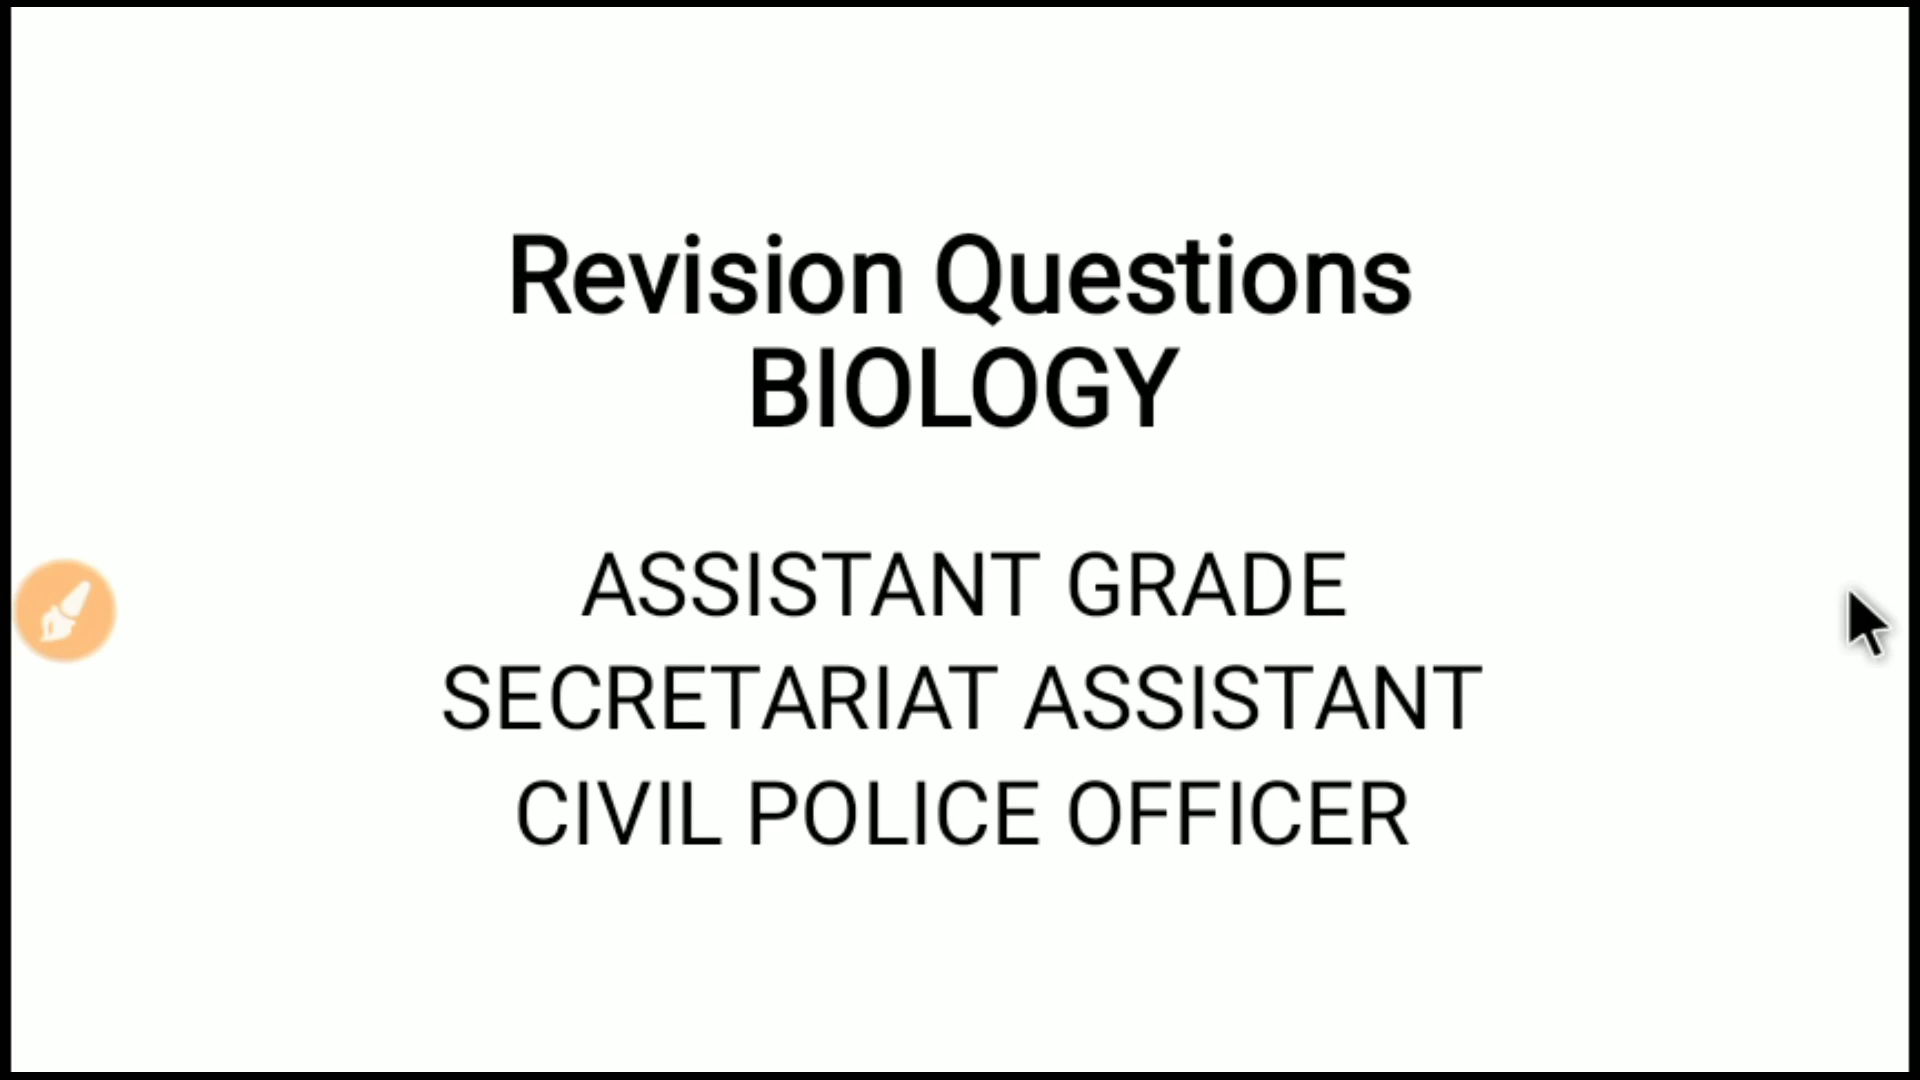 Revision Questions
BIOLOGY
ASSISTANT GRADE
SECRETARIAT ASSISTANT
CIVIL POLICE OFFICER